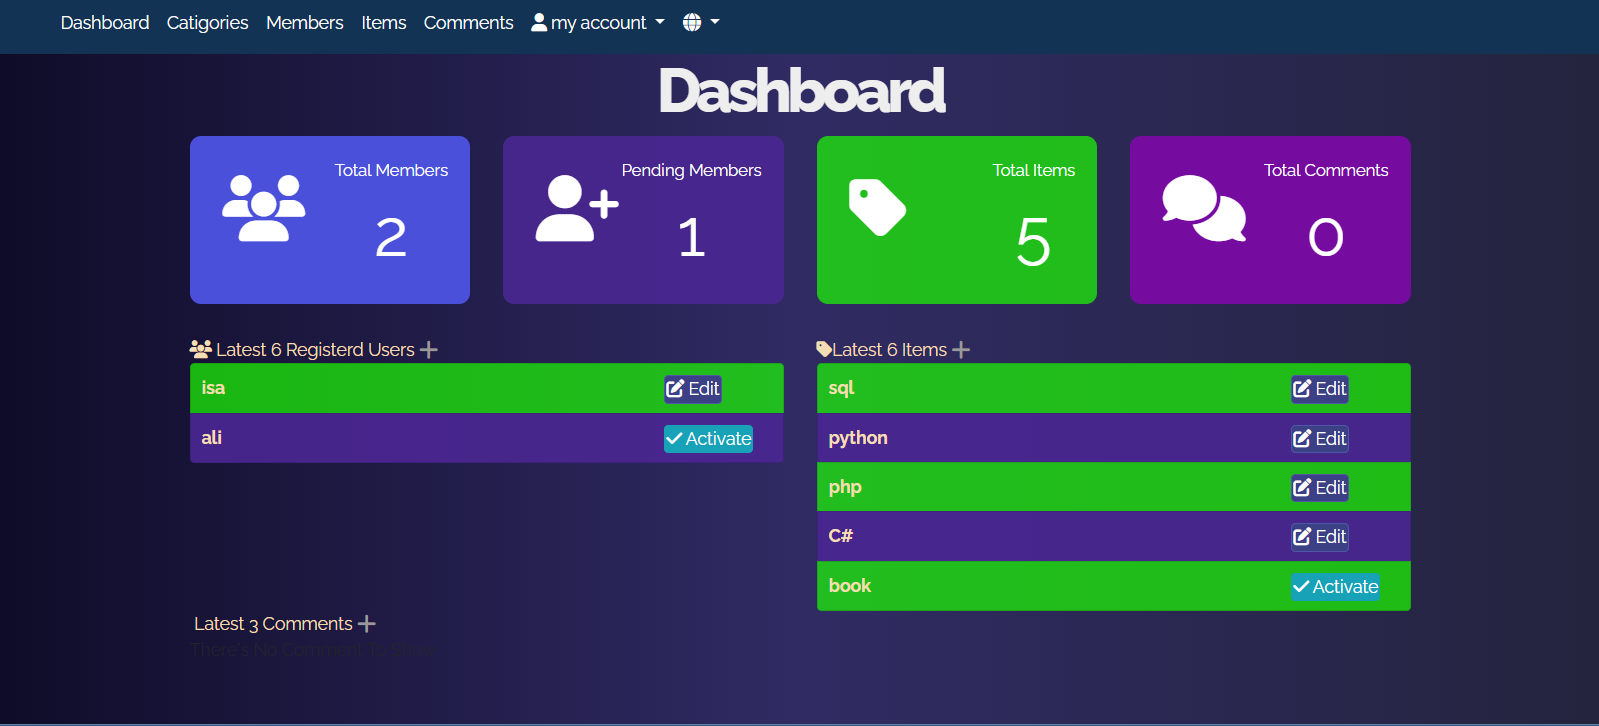 Dashboard Catigories Members Items Comments my account
Dashboard
Total Members
2
Pending Members
1
Total Items
5
Total Comments
0
Latest 6 Registerd Users
isa Edit
ali Activate
Latest 6 Items
sql Edit
python Edit
php Edit
C# Edit
book Activate
Latest 3 Comments
There's No Comment To Show